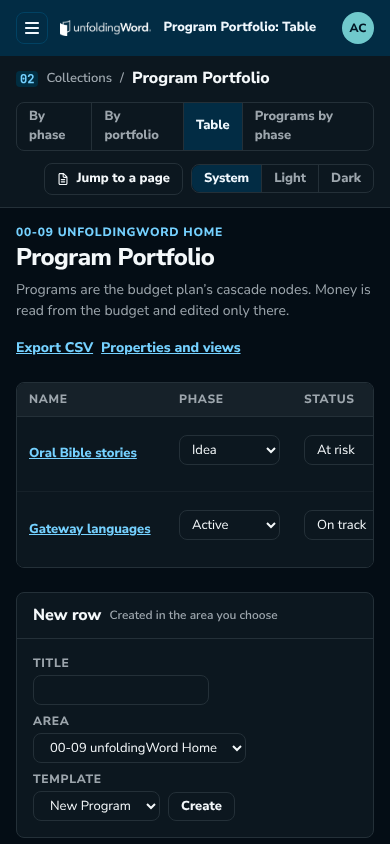 unfoldingWord. Program Portfolio: Table AC
02 Collections / Program Portfolio
By phase
By portfolio
Table
Programs by phase
Jump to a page System Light Dark
00-09 UNFOLDINGWORD HOME
Program Portfolio
Programs are the budget plan’s cascade nodes. Money is
read from the budget and edited only there.
Export CSV Properties and views
NAME PHASE STATUS
Oral Bible stories Idea At risk
Gateway languages Active On track
New row Created in the area you choose
TITLE
AREA
00-09 unfoldingWord Home
TEMPLATE
New Program Create